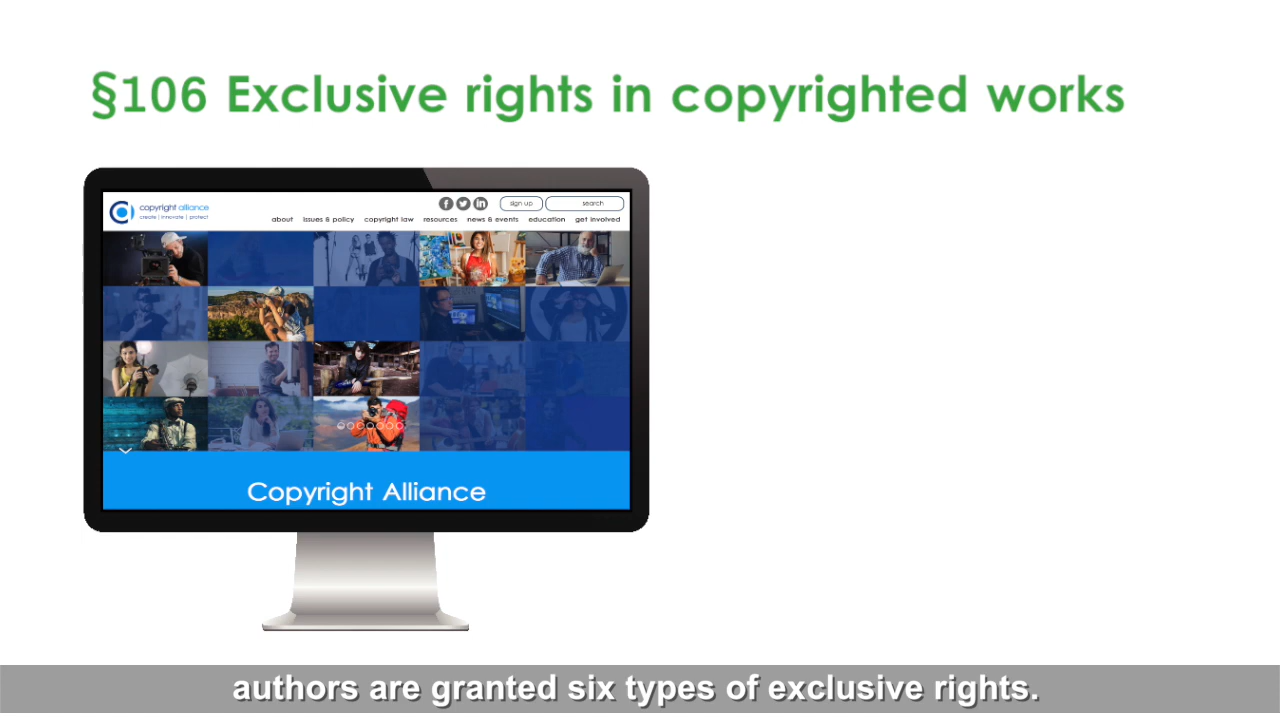 §106 Exclusive rights in copyrighted works
copyright alliance
create | innovate | protect
sign up
search
about issues & policy copyright law resources news & events education get involved
Copyright Alliance
authors are granted six types of exclusive rights.